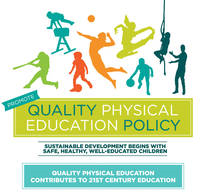 PROMOTE
QUALITY PHYSICAL
EDUCATION POLICY
SUSTAINABLE DEVELOPMENT BEGINS WITH
SAFE, HEALTHY, WELL-EDUCATED CHILDREN
QUALITY PHYSICAL EDUCATION
CONTRIBUTES TO 21ST CENTURY EDUCATION